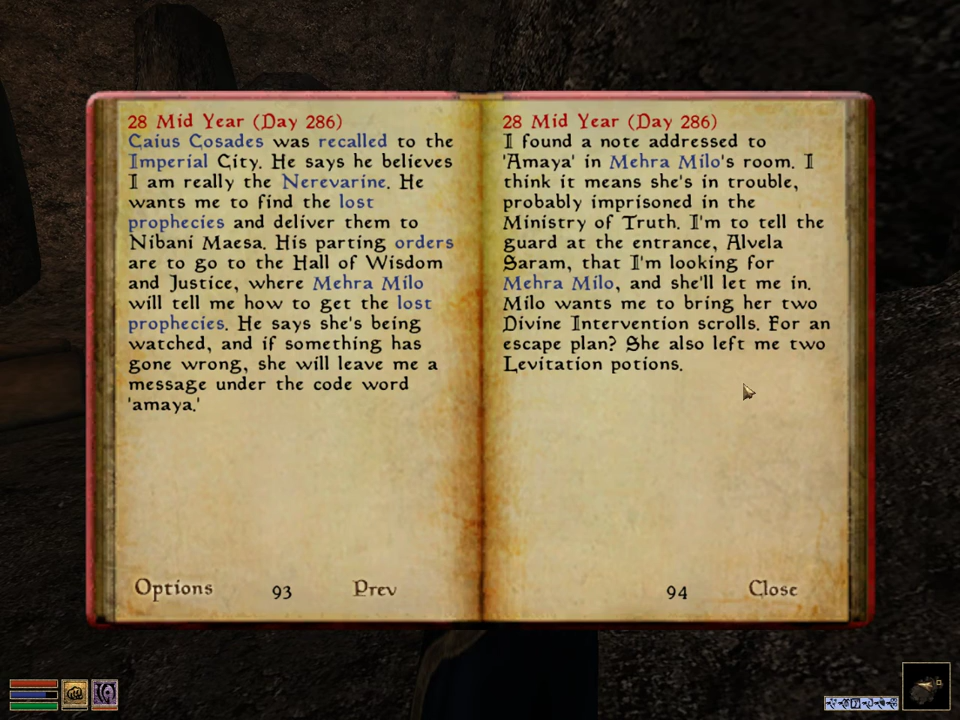 28 Mid Year (Day 286)
Caius Cosades was recalled to the
Imperial City. He says he believes
I am really the Nerevarine. He
wants me to find the lost
prophecies and deliver them to
Nibani Maesa. His parting orders
are to go to the Hall of Wisdom
and Justice, where Mehra Milo
will tell me how to get the lost
prophecies. He says she's being
watched, and if something has
gone wrong, she will leave me a
message under the code word
'amaya.'
Options
93
Prev
28 Mid Year (Day 286)
I found a note addressed to
'Amaya' in Mehra Milo's room. I
think it means she's in trouble,
probably imprisoned in the
Ministry of Truth. I'm to tell the
guard at the entrance, Alvela
Saram, that I'm looking for
Mehra Milo, and she'll let me in.
Milo wants me to bring her two
Divine Intervention scrolls. For an
escape plan? She also left me two
Levitation potions.
94
Close